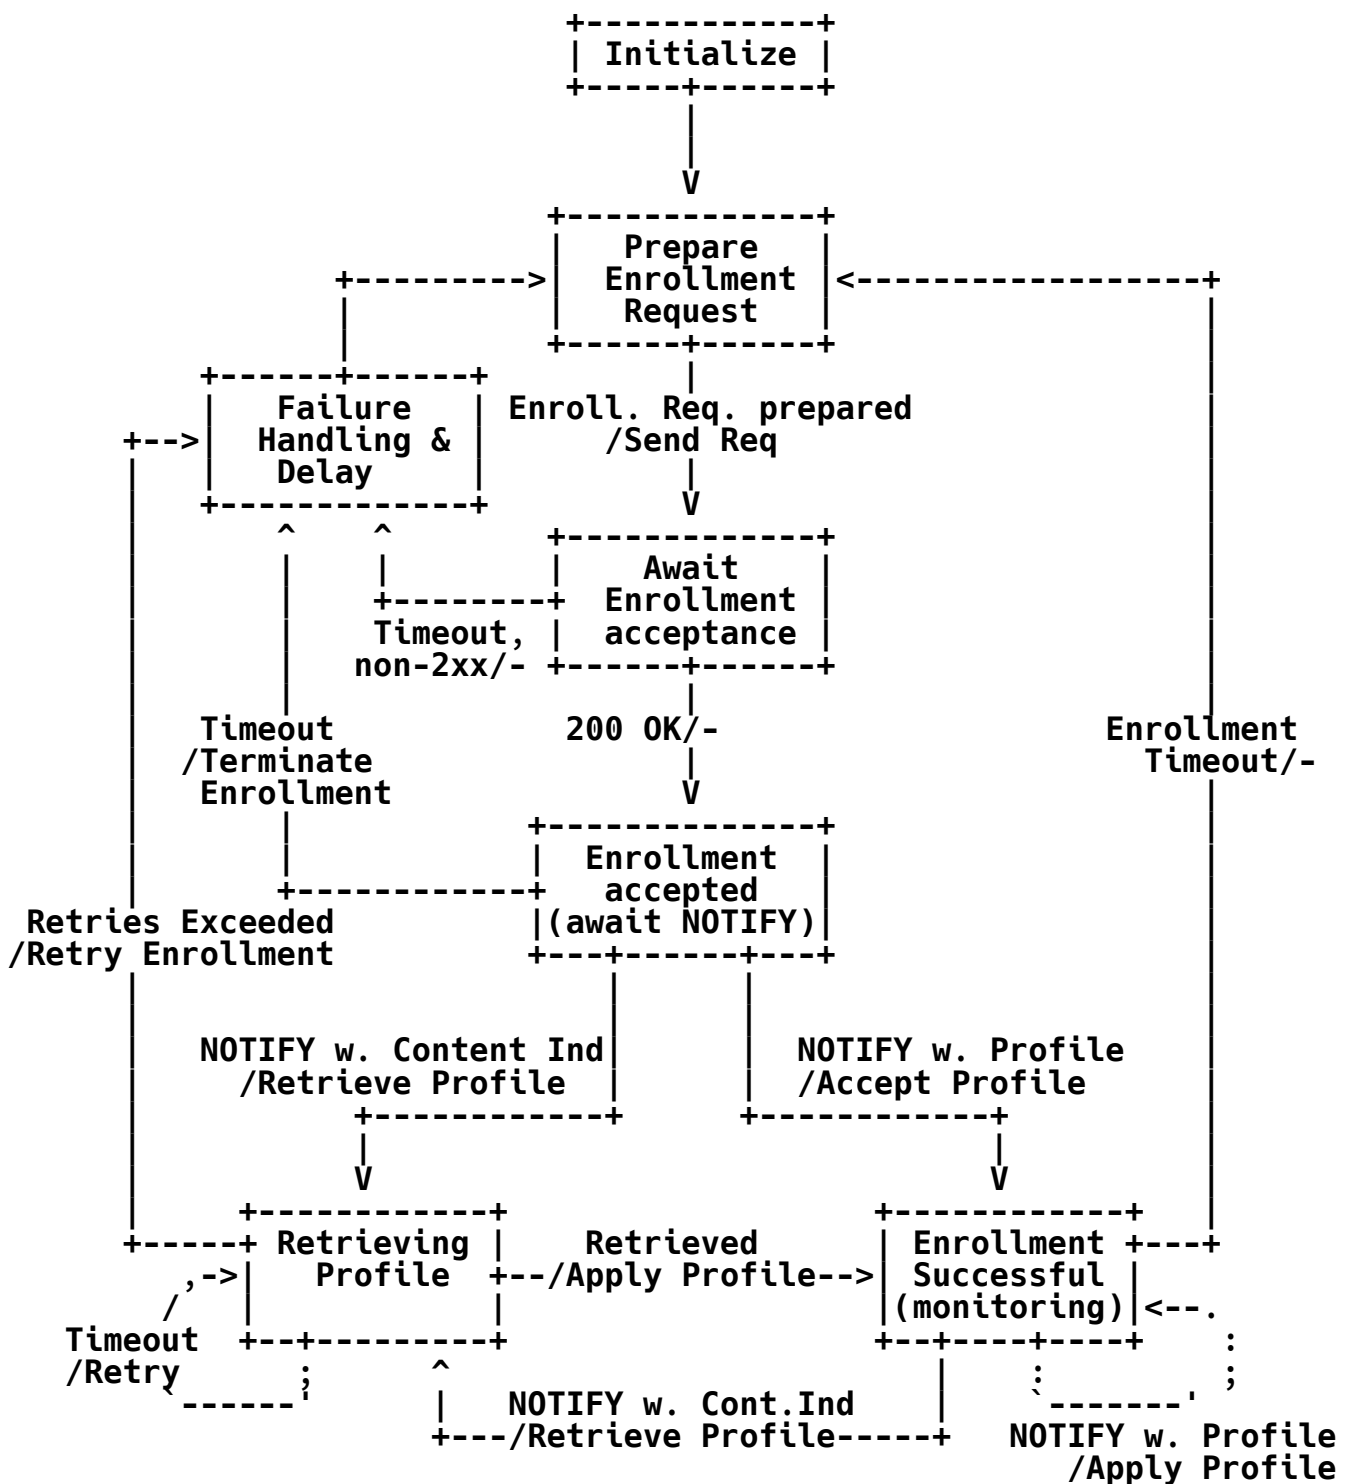 Initialize
Prepare
Enrollment
Request
Failure
Handling &
Delay
Enroll. Req. prepared
/Send Req
Await
Enrollment
acceptance
Timeout,
non-2xx/-
Timeout
/Terminate
Enrollment
200 OK/-
Enrollment
Timeout/-
Enrollment
accepted
(await NOTIFY)
Retries Exceeded
/Retry Enrollment
NOTIFY w. Content Ind
/Retrieve Profile
NOTIFY w. Profile
/Accept Profile
Retrieving
Profile
Retrieved
/Apply Profile
Enrollment
Successful
(monitoring)
Timeout
/Retry
NOTIFY w. Cont.Ind
/Retrieve Profile
NOTIFY w. Profile
/Apply Profile